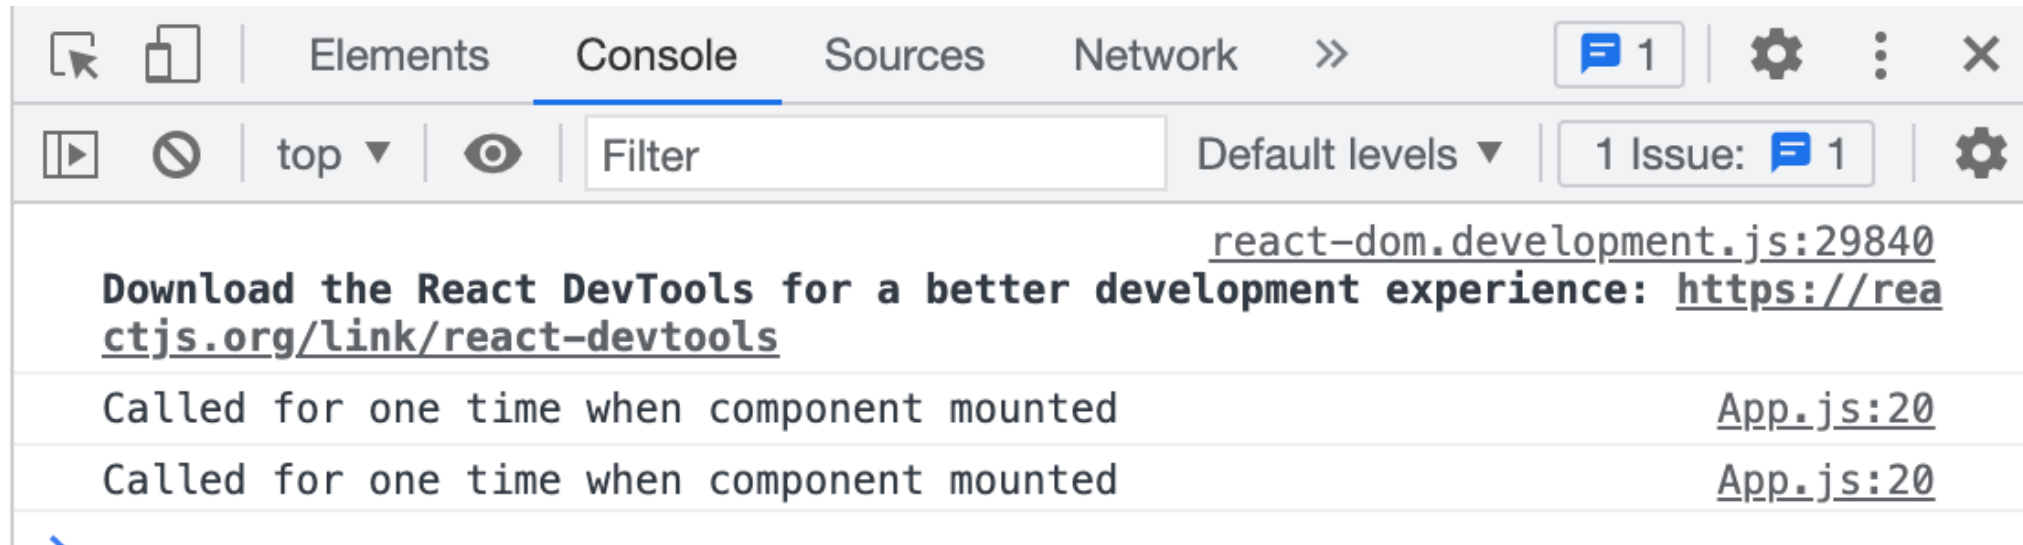 Elements Console Sources Network » 1
top ▼ Filter Default levels ▼ 1 Issue: 1
react-dom.development.js:29840
Download the React DevTools for a better development experience: https://rea
ctjs.org/link/react-devtools
Called for one time when component mounted App.js:20
Called for one time when component mounted App.js:20